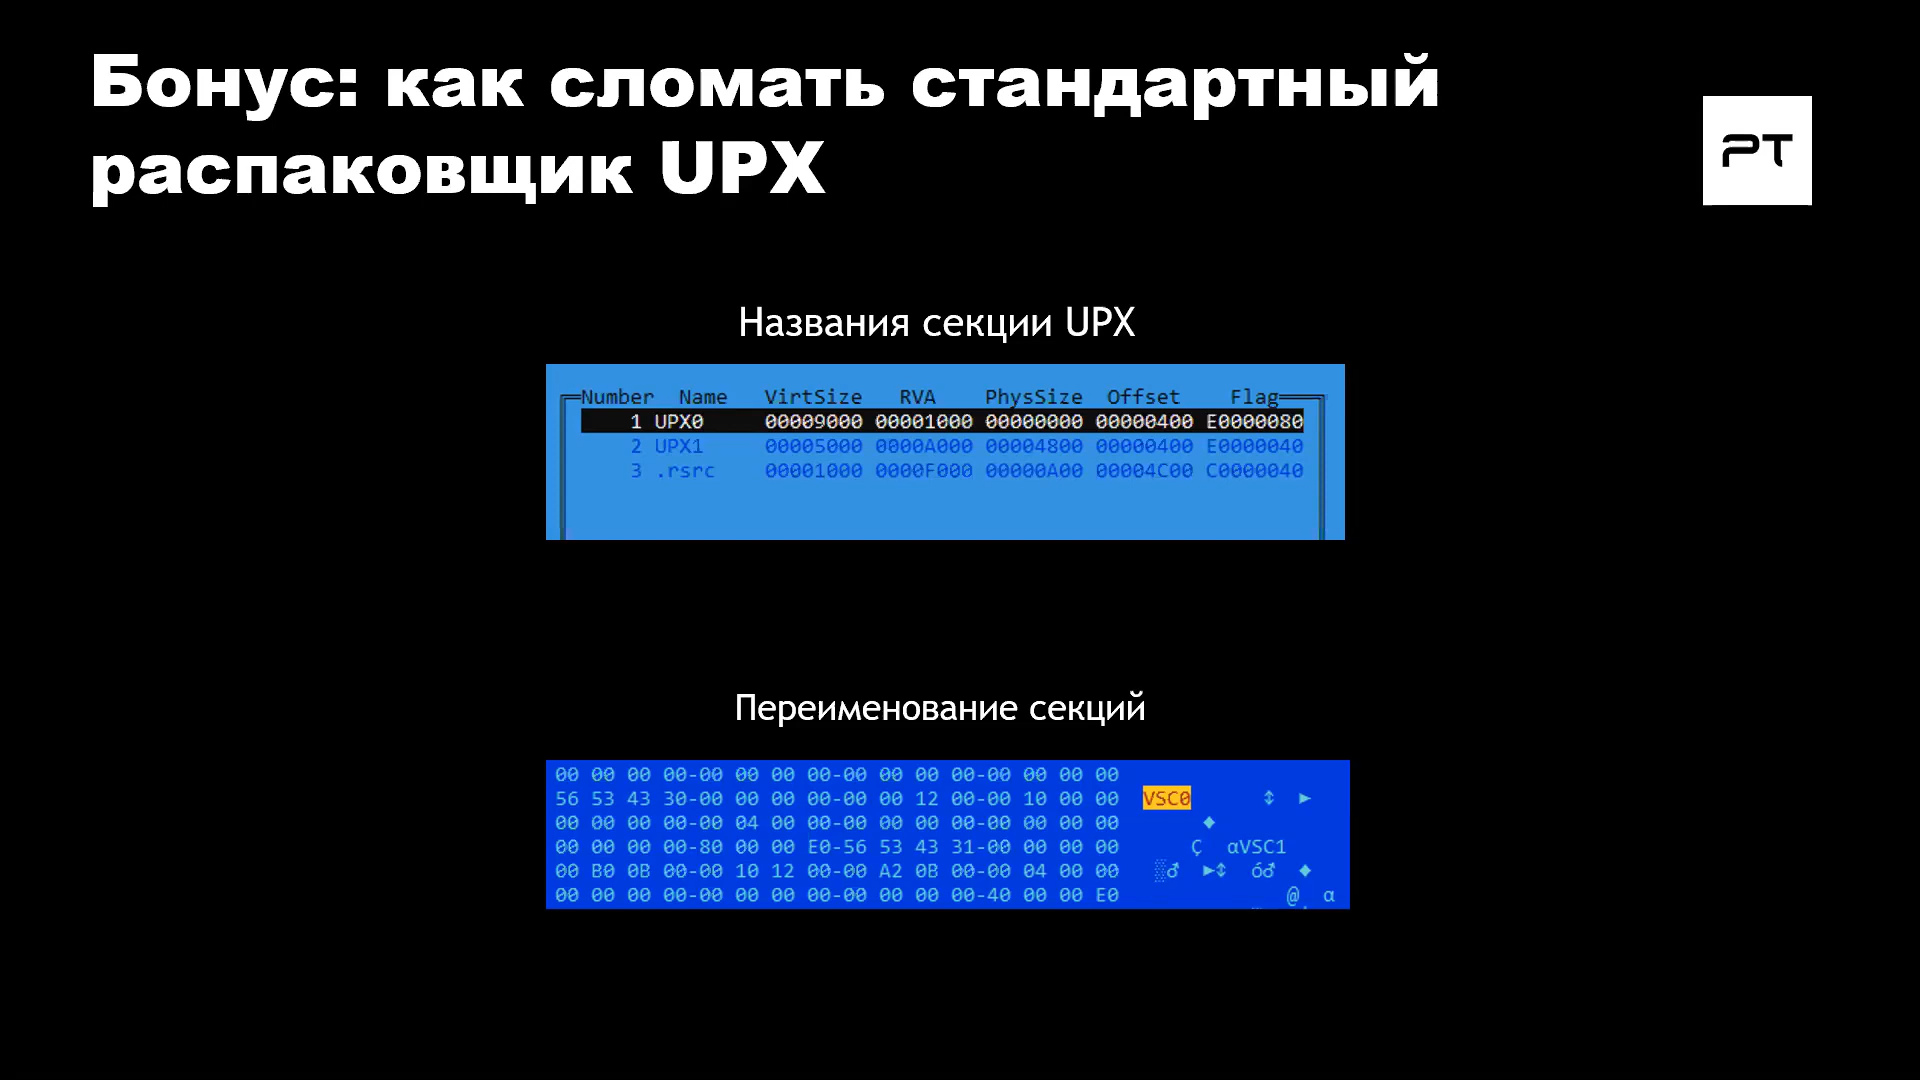 Бонус: как сломать стандартный
распаковщик UPX
PT
Названия секции UPX
Number Name VirtSize RVA PhysSize Offset Flag
1 UPX0 00009000 00001000 00000000 00000400 E0000080
2 UPX1 00005000 0000A000 00004800 00000400 E0000040
3 .rsrc 00001000 0000F000 00000A00 00004C00 C0000040
Переименование секций
00 00 00 00-00 00 00 00-00 00 00 00-00 00 00 00
56 53 43 30-00 00 00 00-00 00 12 00-00 10 00 00 VSC0 ↕ ►
00 00 00 00-00 04 00 00-00 00 00 00-00 00 00 00 ♦
00 00 00 00-80 00 00 E0-56 53 43 31-00 00 00 00 Ç αVSC1
00 B0 0B 00-00 10 12 00-00 A2 0B 00-00 04 00 00 ░♂ ►↕ ó♂ ♦
00 00 00 00-00 00 00 00-00 00 00 00-40 00 00 E0 @ α